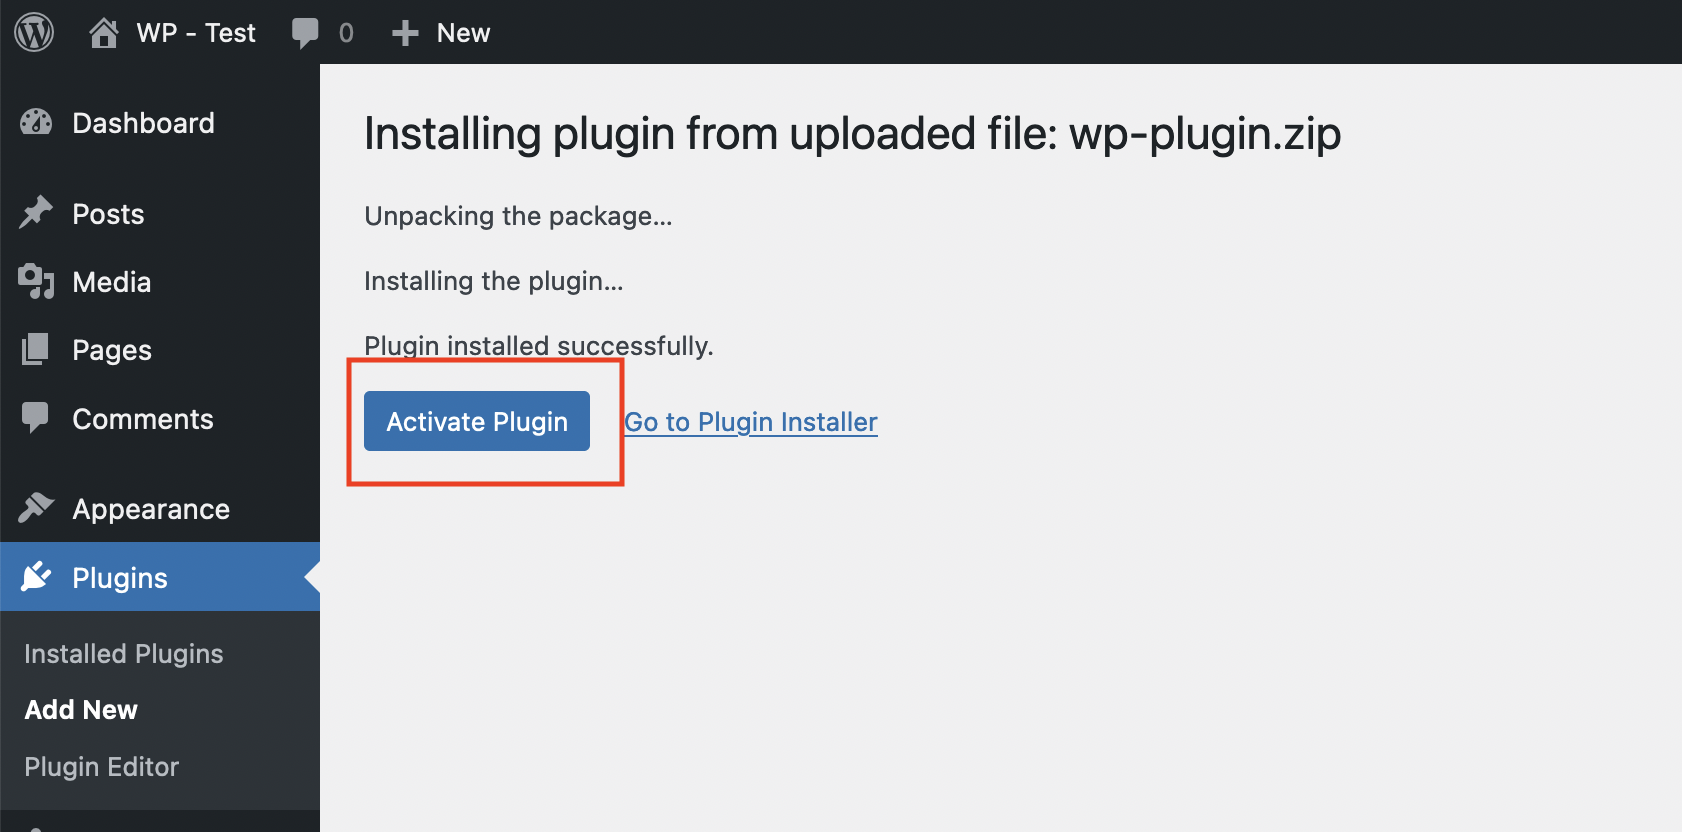 WP - Test 0 New
Dashboard
Posts
Media
Pages
Comments
Appearance
Plugins
Installed Plugins
Add New
Plugin Editor
Installing plugin from uploaded file: wp-plugin.zip
Unpacking the package...
Installing the plugin...
Plugin installed successfully.
Activate Plugin Go to Plugin Installer